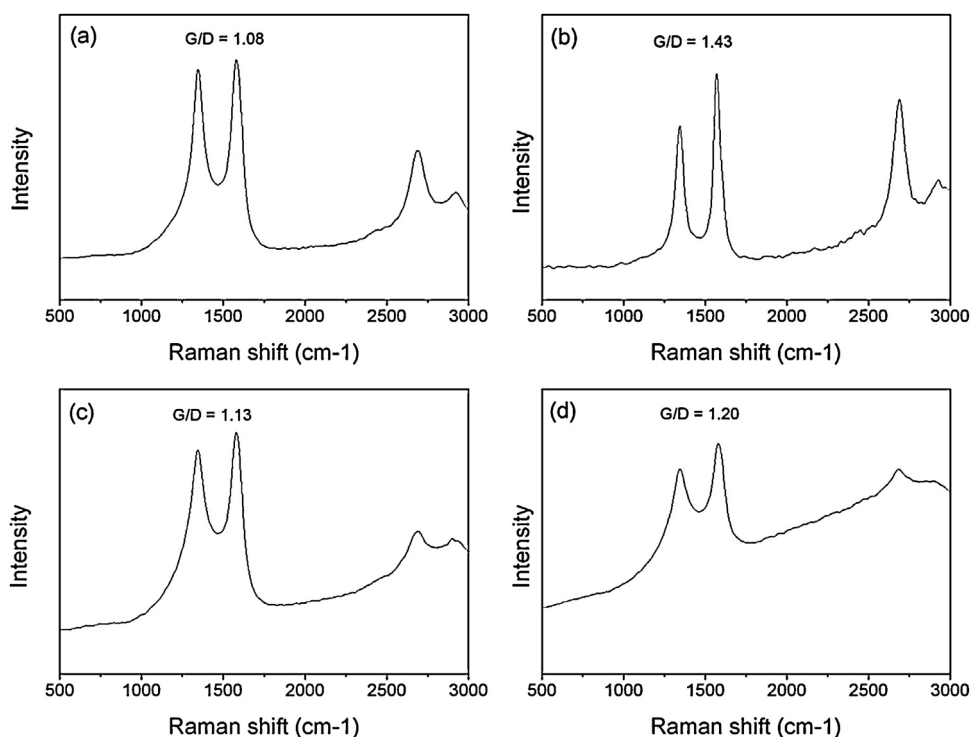 (a)
G/D = 1.08
Intensity
500 1000 1500 2000 2500 3000
Raman shift (cm-1)
(b)
G/D = 1.43
Intensity
500 1000 1500 2000 2500 3000
Raman shift (cm-1)
(c)
G/D = 1.13
Intensity
500 1000 1500 2000 2500 3000
Raman shift (cm-1)
(d)
G/D = 1.20
Intensity
500 1000 1500 2000 2500 3000
Raman shift (cm-1)